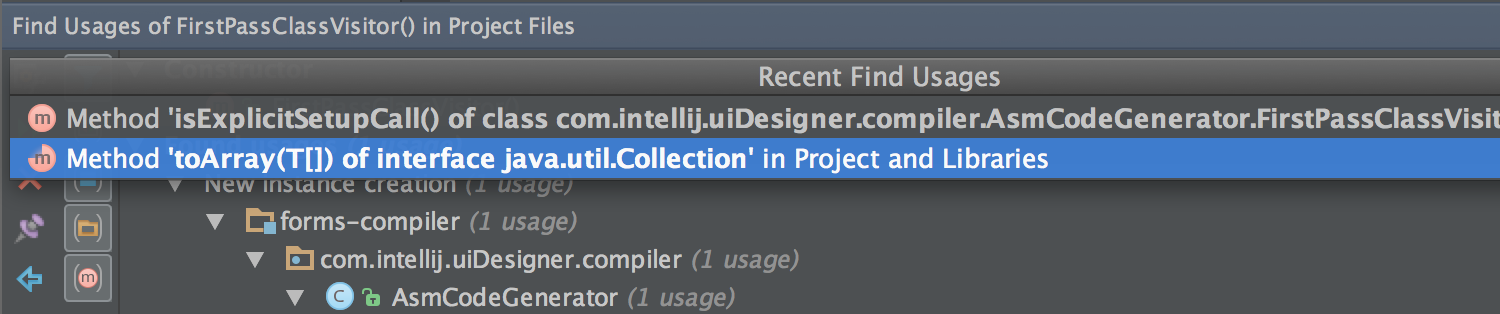 Find Usages of FirstPassClassVisitor() in Project Files
Constructor
Recent Find Usages
m Method 'isExplicitSetupCall() of class com.intellij.uiDesigner.compiler.AsmCodeGenerator.FirstPassClassVisit
m Method 'toArray(T[]) of interface java.util.Collection' in Project and Libraries
New instance creation (1 usage)
forms-compiler (1 usage)
com.intellij.uiDesigner.compiler (1 usage)
m
C AsmCodeGenerator (1 usage)